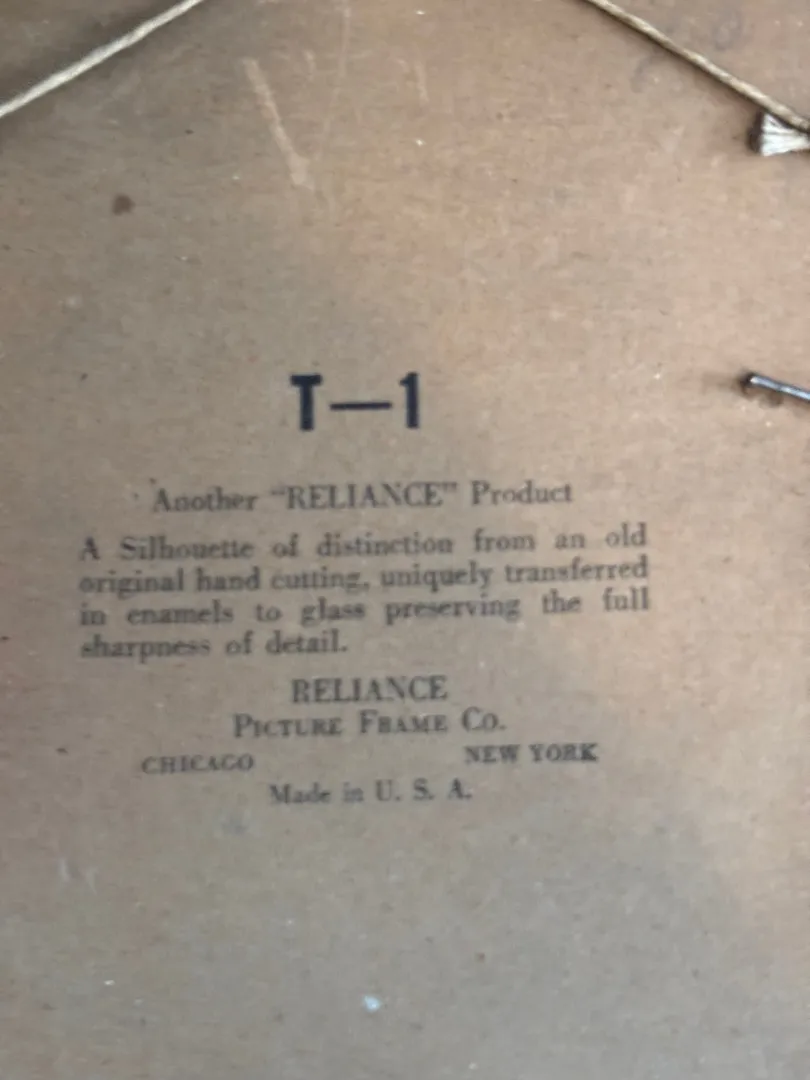 T—1
Another "RELIANCE" Product
A Silhouette of distinction from an old
original hand cutting, uniquely transferred
in enamels to glass preserving the full
sharpness of detail.
RELIANCE
PICTURE FRAME CO.
CHICAGO NEW YORK
Made in U. S. A.